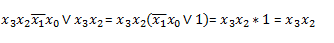 x₃x₂x̅₁x₀ ∨ x₃x₂ = x₃x₂(x̅₁x₀ ∨ 1) = x₃x₂ * 1 = x₃x₂